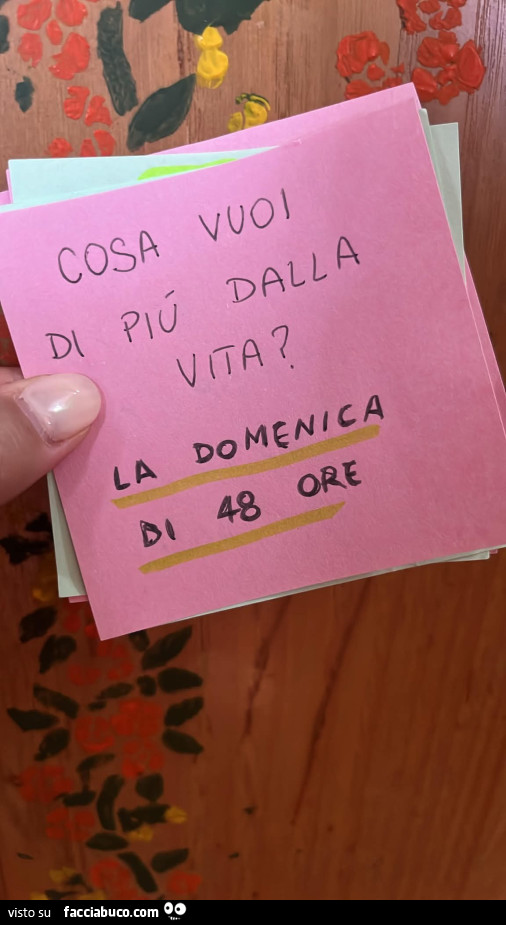 COSA VUOI
DI PIÚ DALLA
VITA?
LA DOMENICA
DI 48 ORE
visto su facciabuco.com